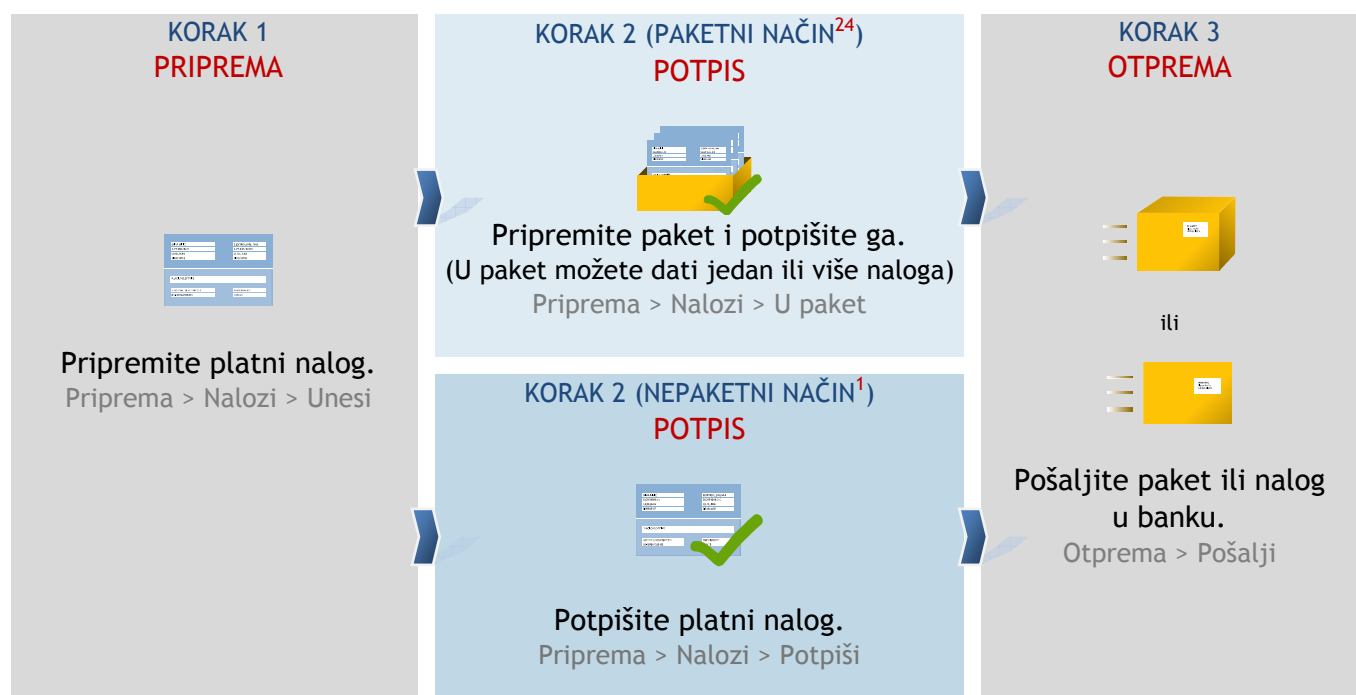 KORAK 1
PRIPREMA
Pripremite platni nalog.
Priprema > Nalozi > Unesi
KORAK 2 (PAKETNI NAČIN24)
POTPIS
Pripremite paket i potpišite ga.
(U paket možete dati jedan ili više naloga)
Priprema > Nalozi > U paket
KORAK 2 (NEPAKETNI NAČIN1)
POTPIS
Potpišite platni nalog.
Priprema > Nalozi > Potpiši
KORAK 3
OTPREMA
ili
Pošaljite paket ili nalog
u banku.
Otprema > Pošalji